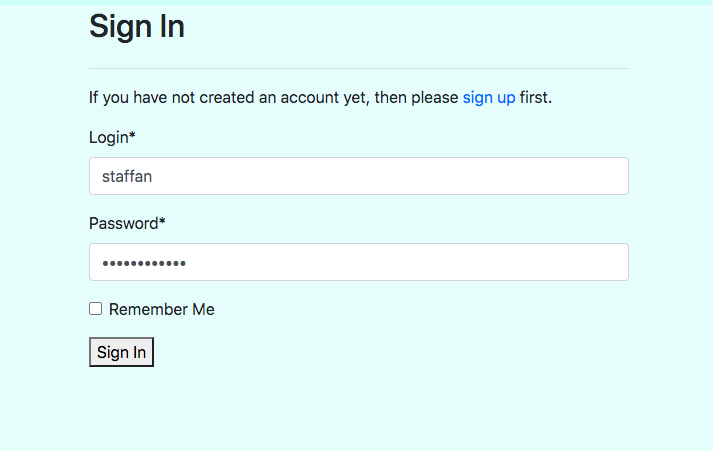 Sign In
If you have not created an account yet, then please sign up first.
Login*
staffan
Password*
••••••••••••
Remember Me
Sign In